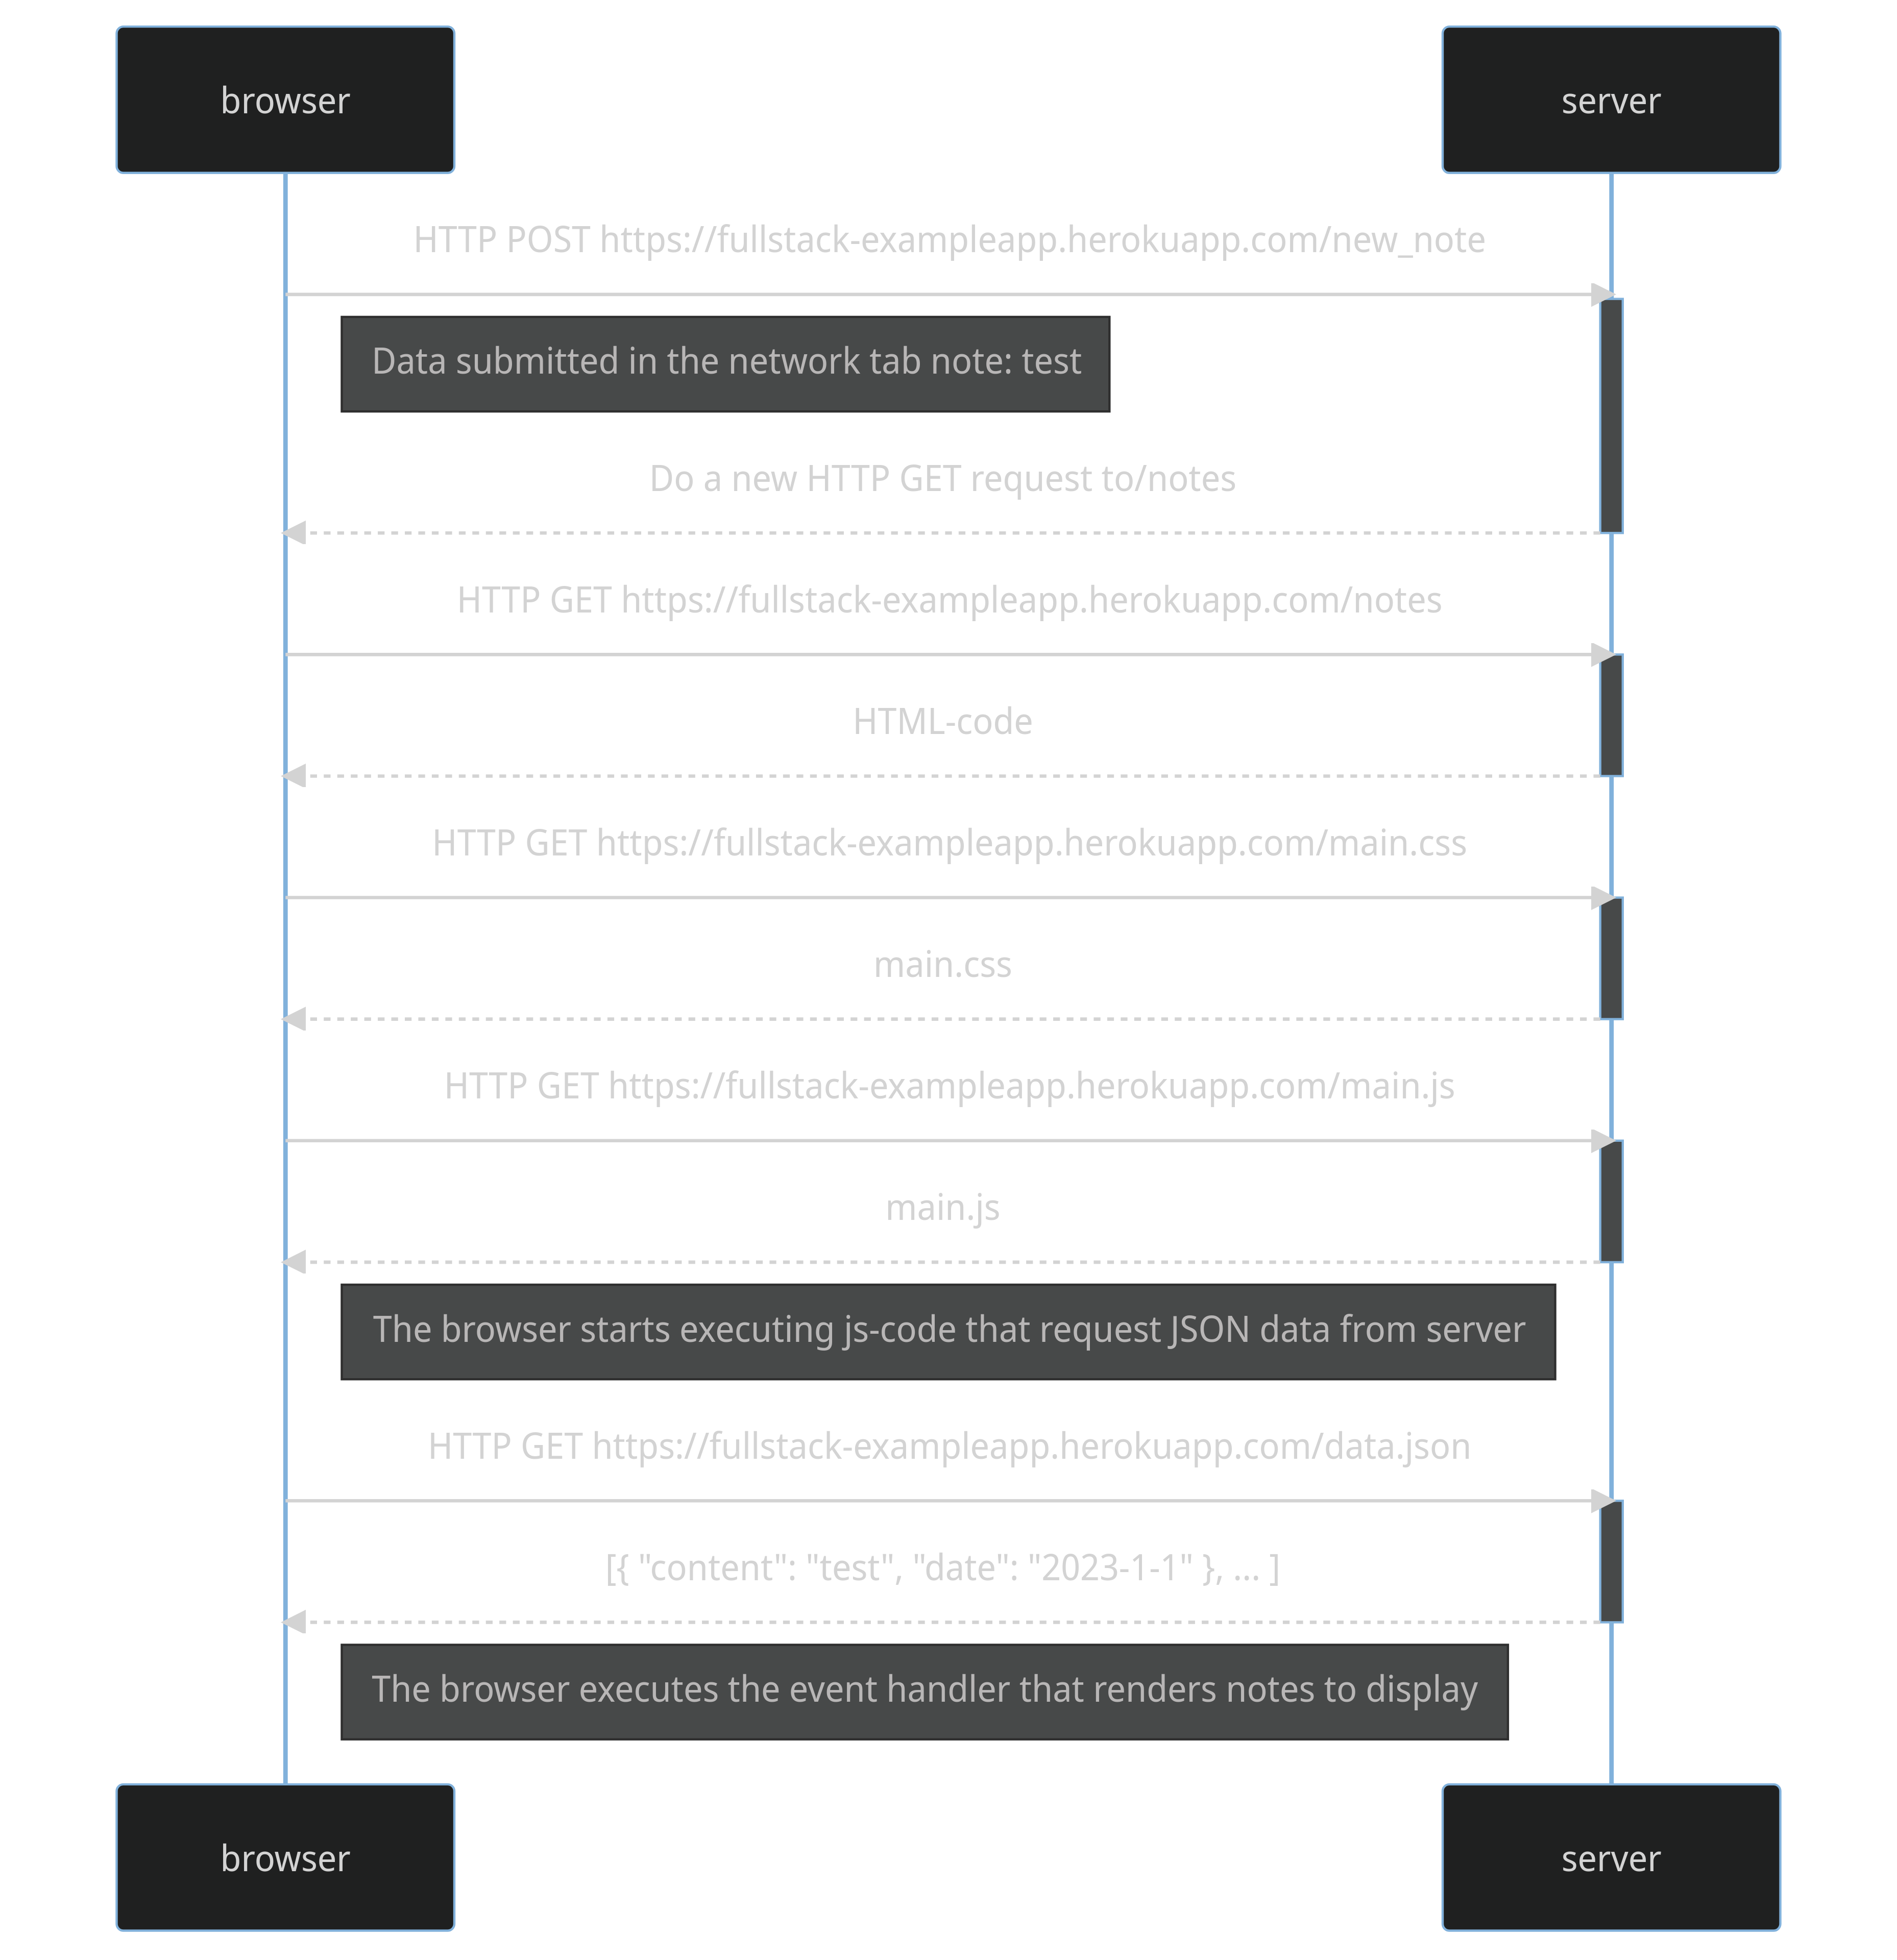 browser
server
HTTP POST https://fullstack-exampleapp.herokuapp.com/new_note
Data submitted in the network tab note: test
Do a new HTTP GET request to/notes
HTTP GET https://fullstack-exampleapp.herokuapp.com/notes
HTML-code
HTTP GET https://fullstack-exampleapp.herokuapp.com/main.css
main.css
HTTP GET https://fullstack-exampleapp.herokuapp.com/main.js
main.js
The browser starts executing js-code that request JSON data from server
HTTP GET https://fullstack-exampleapp.herokuapp.com/data.json
[{ "content": "test", "date": "2023-1-1" }, ... ]
The browser executes the event handler that renders notes to display
browser
server